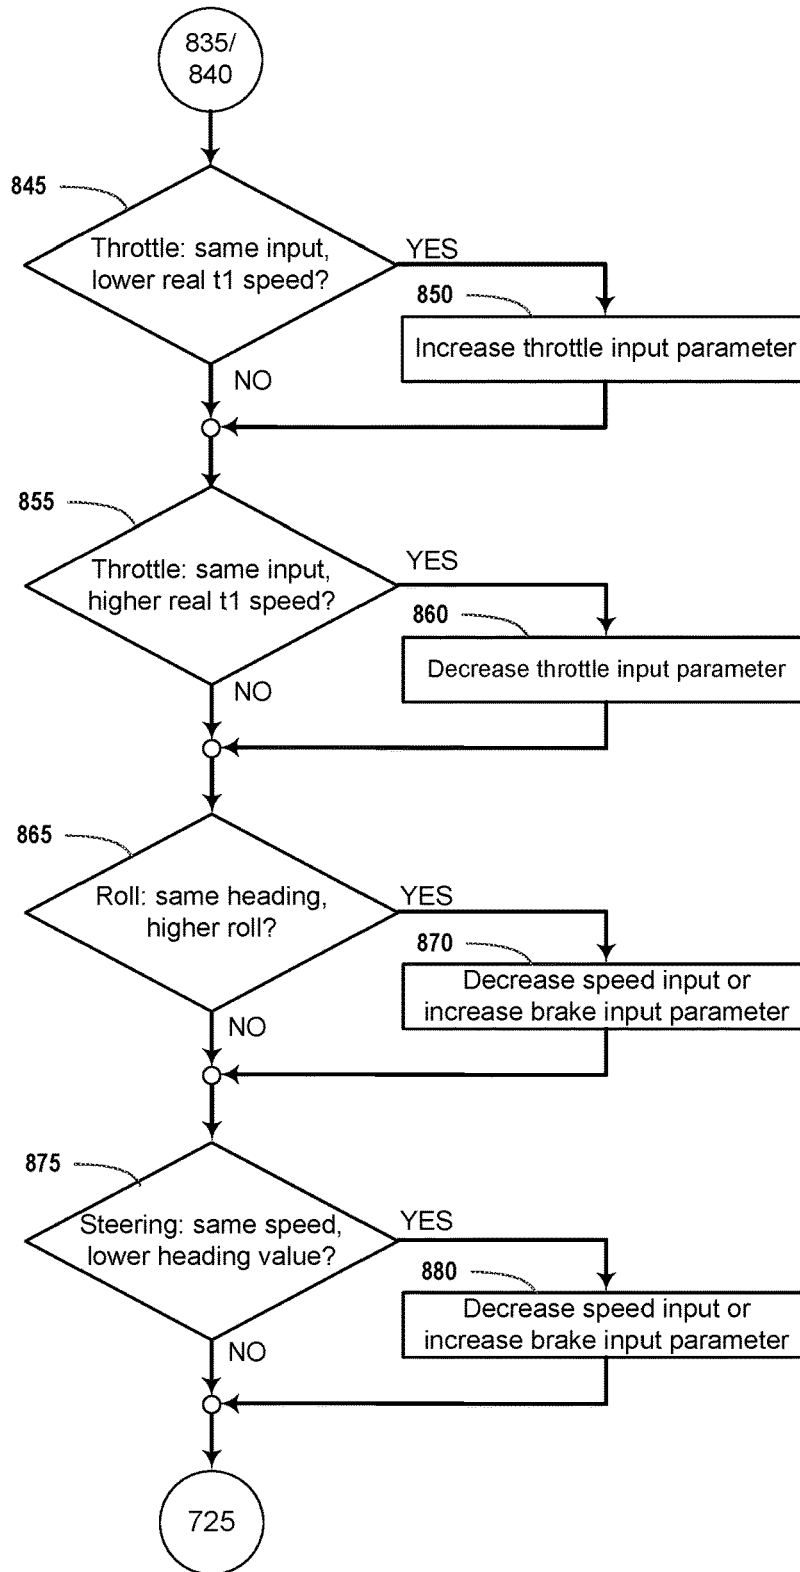 835/
840
845
Throttle: same input,
lower real t1 speed?
YES
850
Increase throttle input parameter
NO
855
Throttle: same input,
higher real t1 speed?
YES
860
Decrease throttle input parameter
NO
865
Roll: same heading,
higher roll?
YES
870
Decrease speed input or
increase brake input parameter
NO
875
Steering: same speed,
lower heading value?
YES
880
Decrease speed input or
increase brake input parameter
NO
725